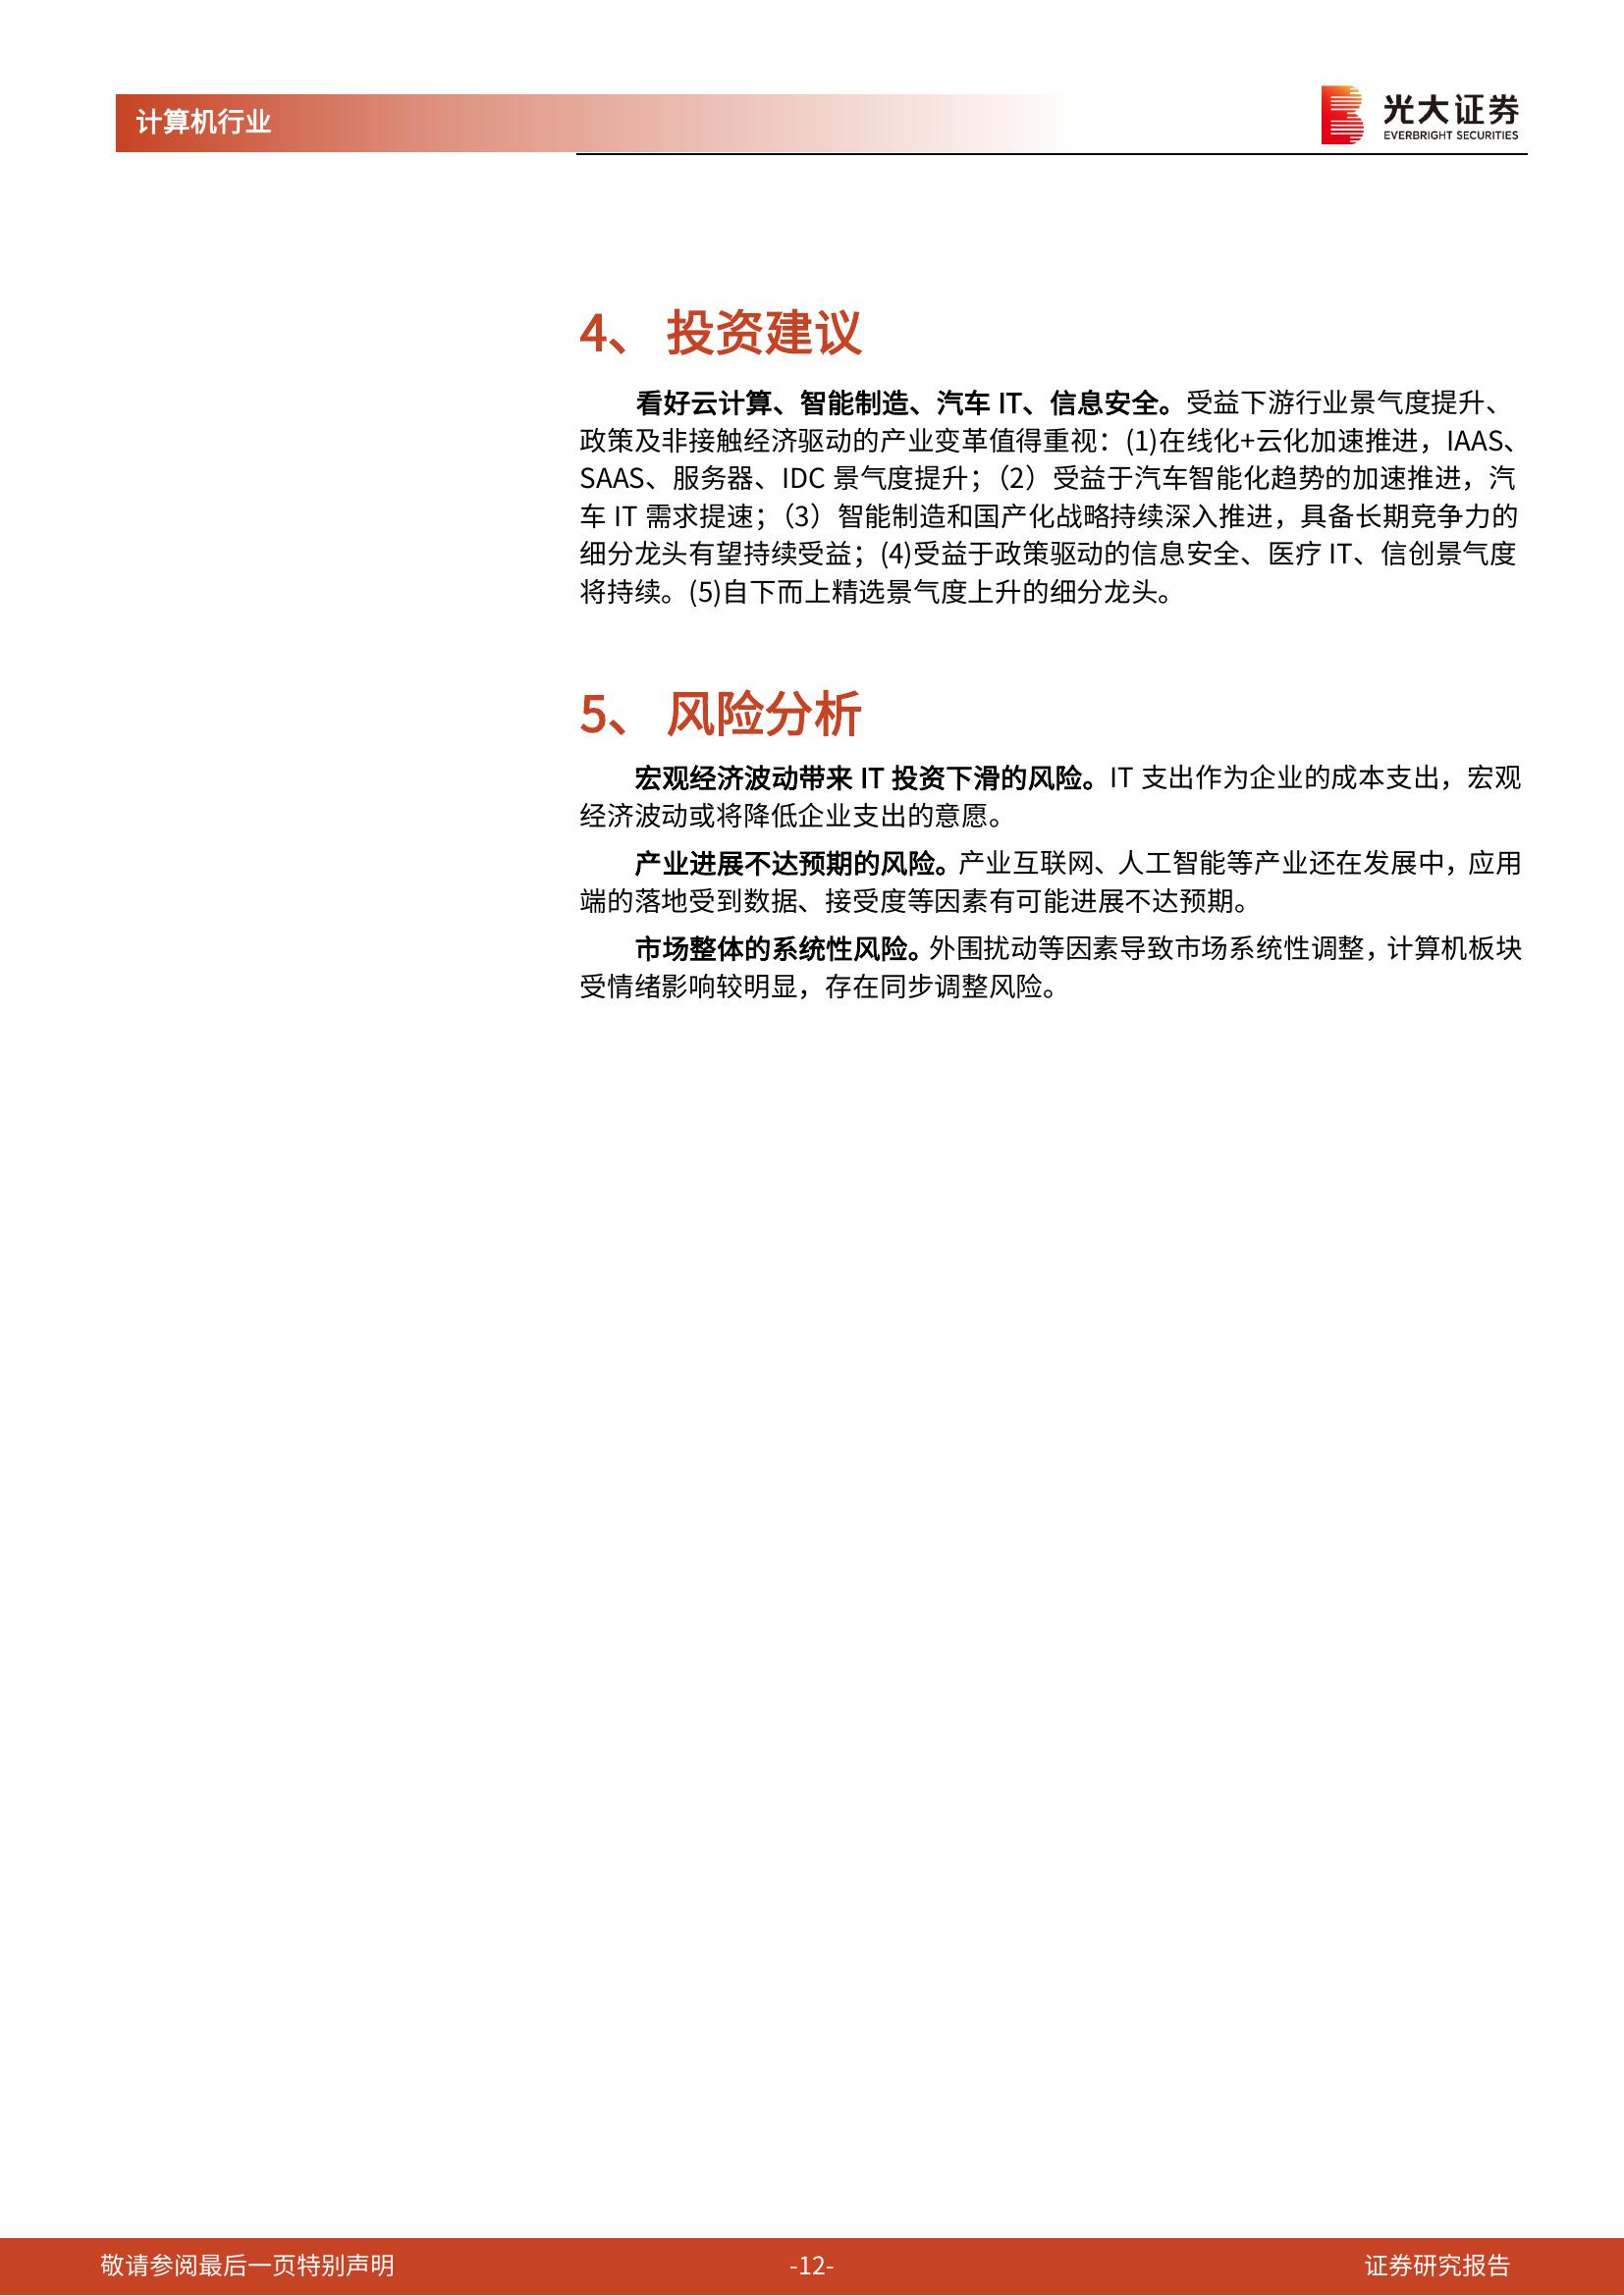 计算机行业
光大证券
EVERBRIGHT SECURITIES
4、 投资建议
看好云计算、智能制造、汽车 IT、信息安全。受益下游行业景气度提升、
政策及非接触经济驱动的产业变革值得重视：(1)在线化+云化加速推进，IAAS、
SAAS、服务器、IDC 景气度提升；（2）受益于汽车智能化趋势的加速推进，汽
车 IT 需求提速；（3）智能制造和国产化战略持续深入推进，具备长期竞争力的
细分龙头有望持续受益；(4)受益于政策驱动的信息安全、医疗 IT、信创景气度
将持续。(5)自下而上精选景气度上升的细分龙头。
5、 风险分析
宏观经济波动带来 IT 投资下滑的风险。IT 支出作为企业的成本支出，宏观
经济波动或将降低企业支出的意愿。
产业进展不达预期的风险。产业互联网、人工智能等产业还在发展中，应用
端的落地受到数据、接受度等因素有可能进展不达预期。
市场整体的系统性风险。外围扰动等因素导致市场系统性调整，计算机板块
受情绪影响较明显，存在同步调整风险。
敬请参阅最后一页特别声明
-12-
证券研究报告